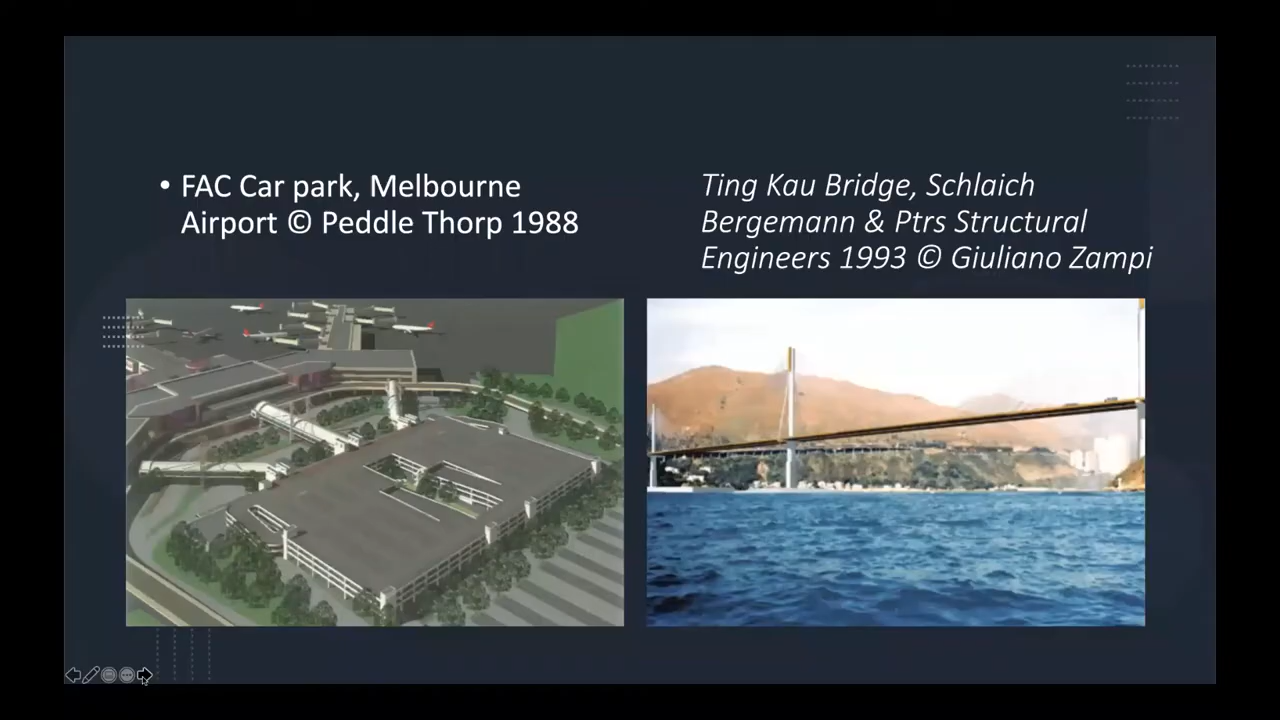 • FAC Car park, Melbourne
Airport © Peddle Thorp 1988
Ting Kau Bridge, Schlaich
Bergemann & Ptrs Structural
Engineers 1993 © Giuliano Zampi